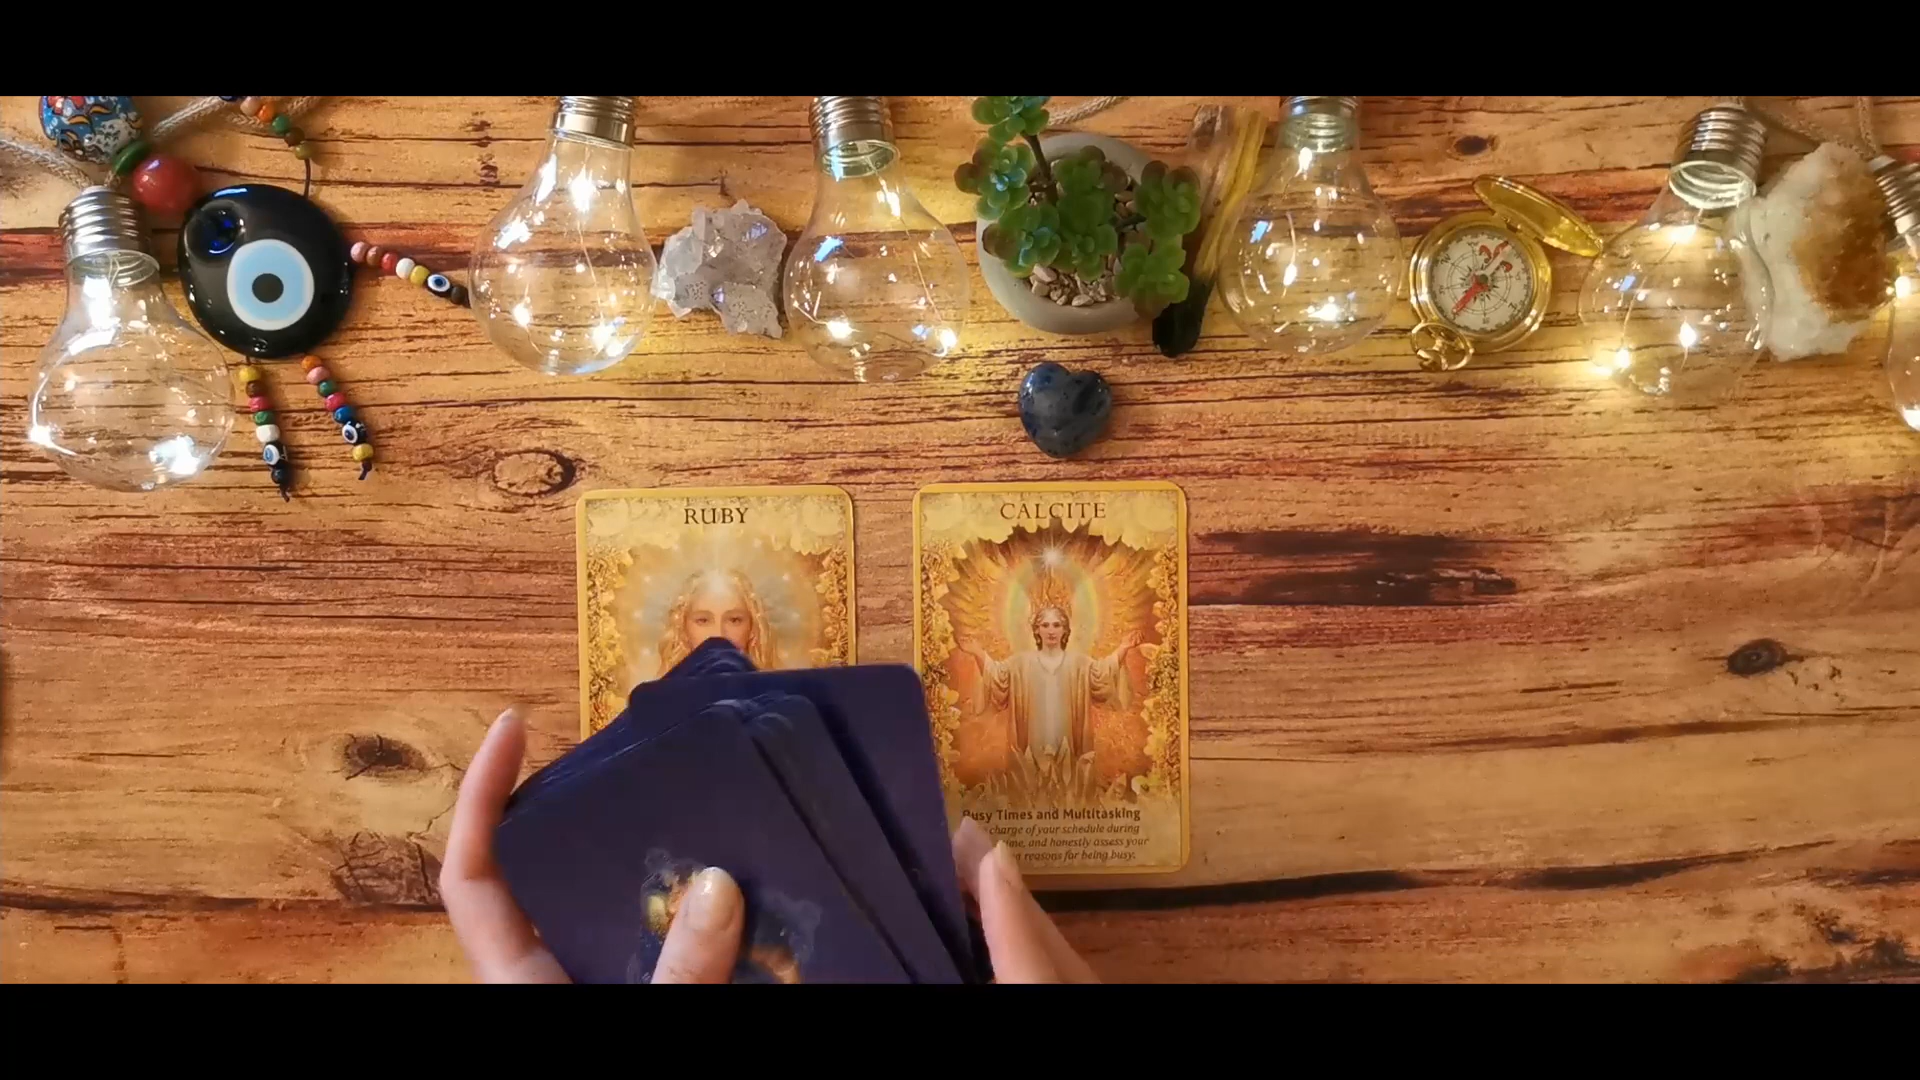 RUBY
CALCITE
Busy Times and Multitasking
charge of your schedule during
time, and honestly assess your
reasons for being busy.